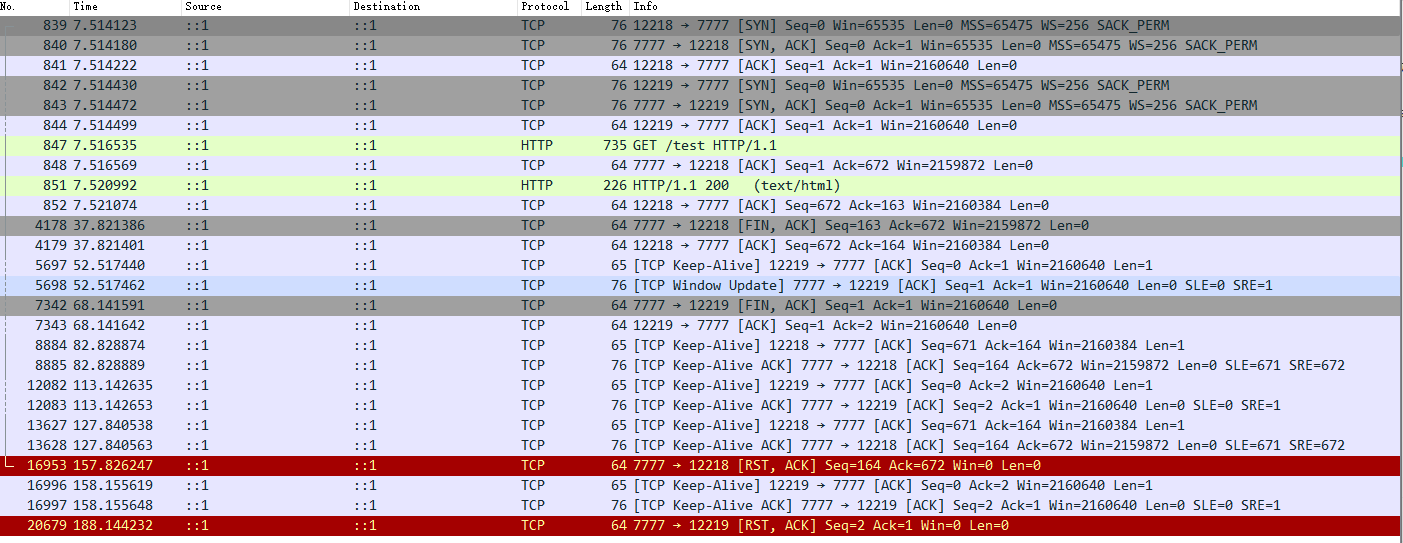 No. Time Source Destination Protocol Length Info
839 7.514123 ::1 ::1 TCP 76 12218 → 7777 [SYN] Seq=0 Win=65535 Len=0 MSS=65475 WS=256 SACK_PERM
840 7.514180 ::1 ::1 TCP 76 7777 → 12218 [SYN, ACK] Seq=0 Ack=1 Win=65535 Len=0 MSS=65475 WS=256 SACK_PERM
841 7.514222 ::1 ::1 TCP 64 12218 → 7777 [ACK] Seq=1 Ack=1 Win=2160640 Len=0
842 7.514430 ::1 ::1 TCP 76 12219 → 7777 [SYN] Seq=0 Win=65535 Len=0 MSS=65475 WS=256 SACK_PERM
843 7.514472 ::1 ::1 TCP 76 7777 → 12219 [SYN, ACK] Seq=0 Ack=1 Win=65535 Len=0 MSS=65475 WS=256 SACK_PERM
844 7.514499 ::1 ::1 TCP 64 12219 → 7777 [ACK] Seq=1 Ack=1 Win=2160640 Len=0
847 7.516535 ::1 ::1 HTTP 735 GET /test HTTP/1.1
848 7.516569 ::1 ::1 TCP 64 7777 → 12218 [ACK] Seq=1 Ack=672 Win=2159872 Len=0
851 7.520992 ::1 ::1 HTTP 226 HTTP/1.1 200 (text/html)
852 7.521074 ::1 ::1 TCP 64 12218 → 7777 [ACK] Seq=672 Ack=163 Win=2160384 Len=0
4178 37.821386 ::1 ::1 TCP 64 7777 → 12218 [FIN, ACK] Seq=163 Ack=672 Win=2159872 Len=0
4179 37.821401 ::1 ::1 TCP 64 12218 → 7777 [ACK] Seq=672 Ack=164 Win=2160384 Len=0
5697 52.517440 ::1 ::1 TCP 65 [TCP Keep-Alive] 12219 → 7777 [ACK] Seq=0 Ack=1 Win=2160640 Len=1
5698 52.517462 ::1 ::1 TCP 76 [TCP Window Update] 7777 → 12219 [ACK] Seq=1 Ack=1 Win=2160640 Len=0 SLE=0 SRE=1
7342 68.141591 ::1 ::1 TCP 64 7777 → 12219 [FIN, ACK] Seq=1 Ack=1 Win=2160640 Len=0
7343 68.141642 ::1 ::1 TCP 64 12219 → 7777 [ACK] Seq=1 Ack=2 Win=2160640 Len=0
8884 82.828874 ::1 ::1 TCP 65 [TCP Keep-Alive] 12218 → 7777 [ACK] Seq=671 Ack=164 Win=2160384 Len=1
8885 82.828889 ::1 ::1 TCP 76 [TCP Keep-Alive ACK] 7777 → 12218 [ACK] Seq=164 Ack=672 Win=2159872 Len=0 SLE=671 SRE=672
12082 113.142635 ::1 ::1 TCP 65 [TCP Keep-Alive] 12219 → 7777 [ACK] Seq=0 Ack=2 Win=2160640 Len=1
12083 113.142653 ::1 ::1 TCP 76 [TCP Keep-Alive ACK] 7777 → 12219 [ACK] Seq=2 Ack=1 Win=2160640 Len=0 SLE=0 SRE=1
13627 127.840538 ::1 ::1 TCP 65 [TCP Keep-Alive] 12218 → 7777 [ACK] Seq=671 Ack=164 Win=2160384 Len=1
13628 127.840563 ::1 ::1 TCP 76 [TCP Keep-Alive ACK] 7777 → 12218 [ACK] Seq=164 Ack=672 Win=2159872 Len=0 SLE=671 SRE=672
16953 157.826247 ::1 ::1 TCP 64 7777 → 12218 [RST, ACK] Seq=164 Ack=672 Win=0 Len=0
16996 158.155619 ::1 ::1 TCP 65 [TCP Keep-Alive] 12219 → 7777 [ACK] Seq=0 Ack=2 Win=2160640 Len=1
16997 158.155648 ::1 ::1 TCP 76 [TCP Keep-Alive ACK] 7777 → 12219 [ACK] Seq=2 Ack=1 Win=2160640 Len=0 SLE=0 SRE=1
20679 188.144232 ::1 ::1 TCP 64 7777 → 12219 [RST, ACK] Seq=2 Ack=1 Win=0 Len=0